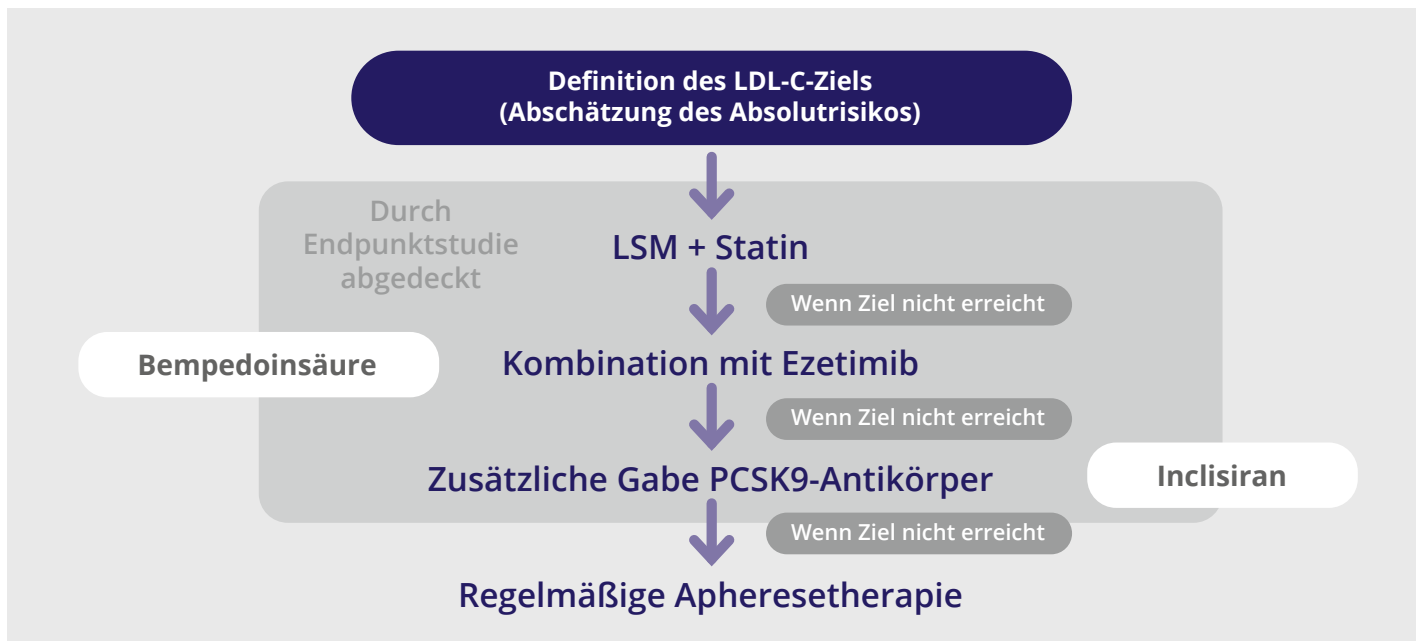 Definition des LDL-C-Ziels
(Abschätzung des Absolutrisikos)
Durch
Endpunktstudie
abgedeckt
LSM + Statin
Wenn Ziel nicht erreicht
Bempedoinsäure
Kombination mit Ezetimib
Wenn Ziel nicht erreicht
Zusätzliche Gabe PCSK9-Antikörper
Inclisiran
Wenn Ziel nicht erreicht
Regelmäßige Apheresetherapie